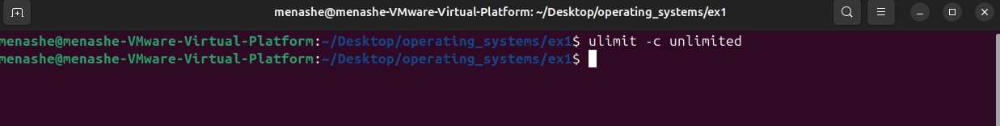 menashe@menashe-VMware-Virtual-Platform: ~/Desktop/operating_systems/ex1
menashe@menashe-VMware-Virtual-Platform:~/Desktop/operating_systems/ex1$ ulimit -c unlimited
menashe@menashe-VMware-Virtual-Platform:~/Desktop/operating_systems/ex1$